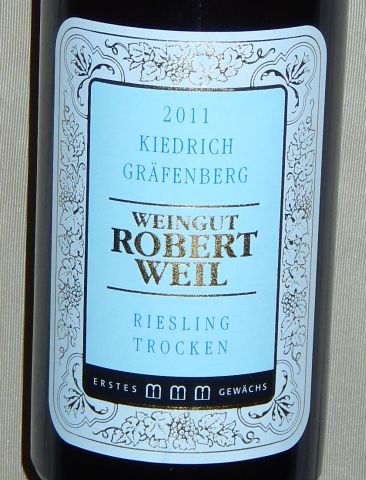 2011
KIEDRICH
GRÄFENBERG
WEINGUT
ROBERT
WEIL
RIESLING
TROCKEN
ERSTES GEWÄCHS